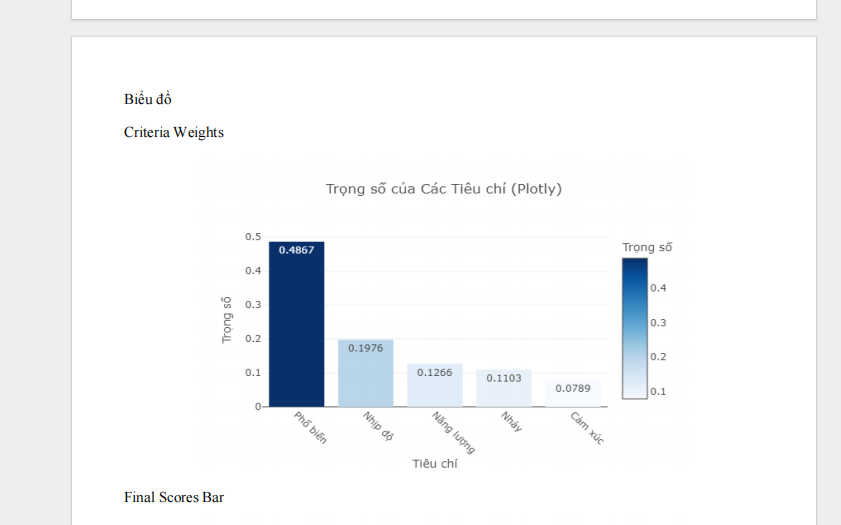 Biểu đồ
Criteria Weights
Trọng số của Các Tiêu chí (Plotly)
Trọng số
0.5
0.4
0.3
0.2
0.1
0
0.4867
0.1976
0.1266
0.1103
0.0789
Phổ biến
Nhịp độ
Năng lượng
Nhảy
Cảm xúc
Tiêu chí
Trọng số
0.4
0.3
0.2
0.1
Final Scores Bar